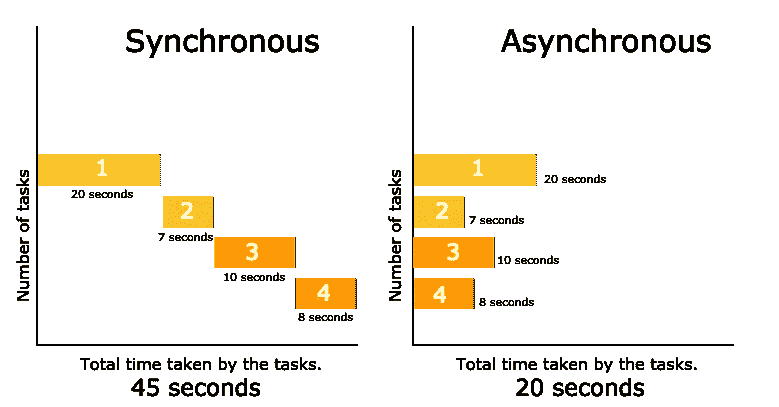 Synchronous
Number of tasks
1
20 seconds
2
7 seconds
3
10 seconds
4
8 seconds
Total time taken by the tasks.
45 seconds
Asynchronous
Number of tasks
1
20 seconds
2
7 seconds
3
10 seconds
4
8 seconds
Total time taken by the tasks.
20 seconds